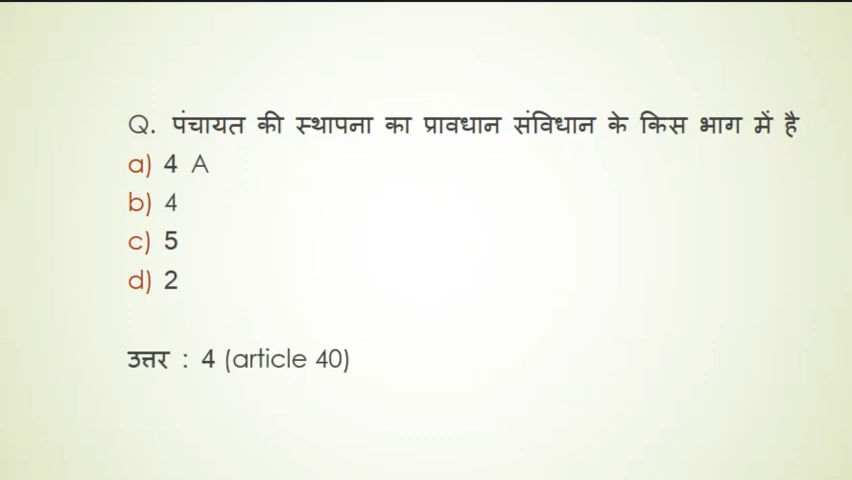 Q. पंचायत की स्थापना का प्रावधान संविधान के किस भाग में है
a) 4 A
b) 4
c) 5
d) 2
उत्तर : 4 (article 40)